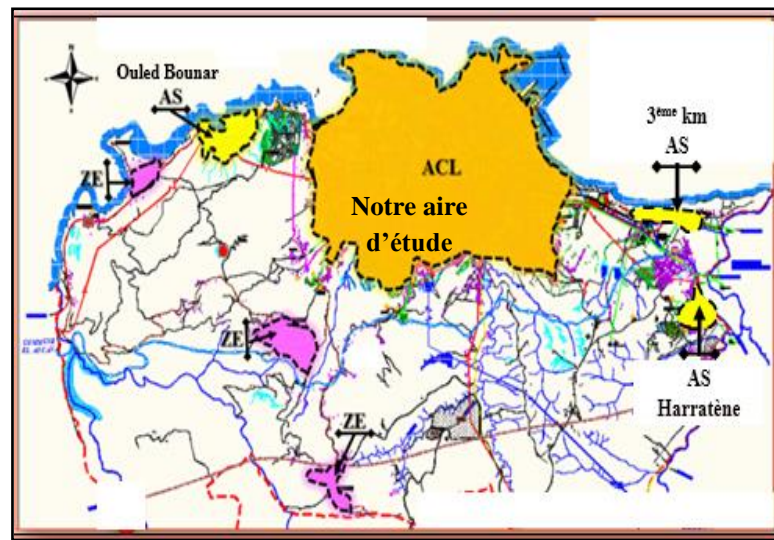 Ouled Bounar
AS
3ème km
AS
ZE
ACL
Notre aire
d'étude
ZE
AS
Harratène
ZE